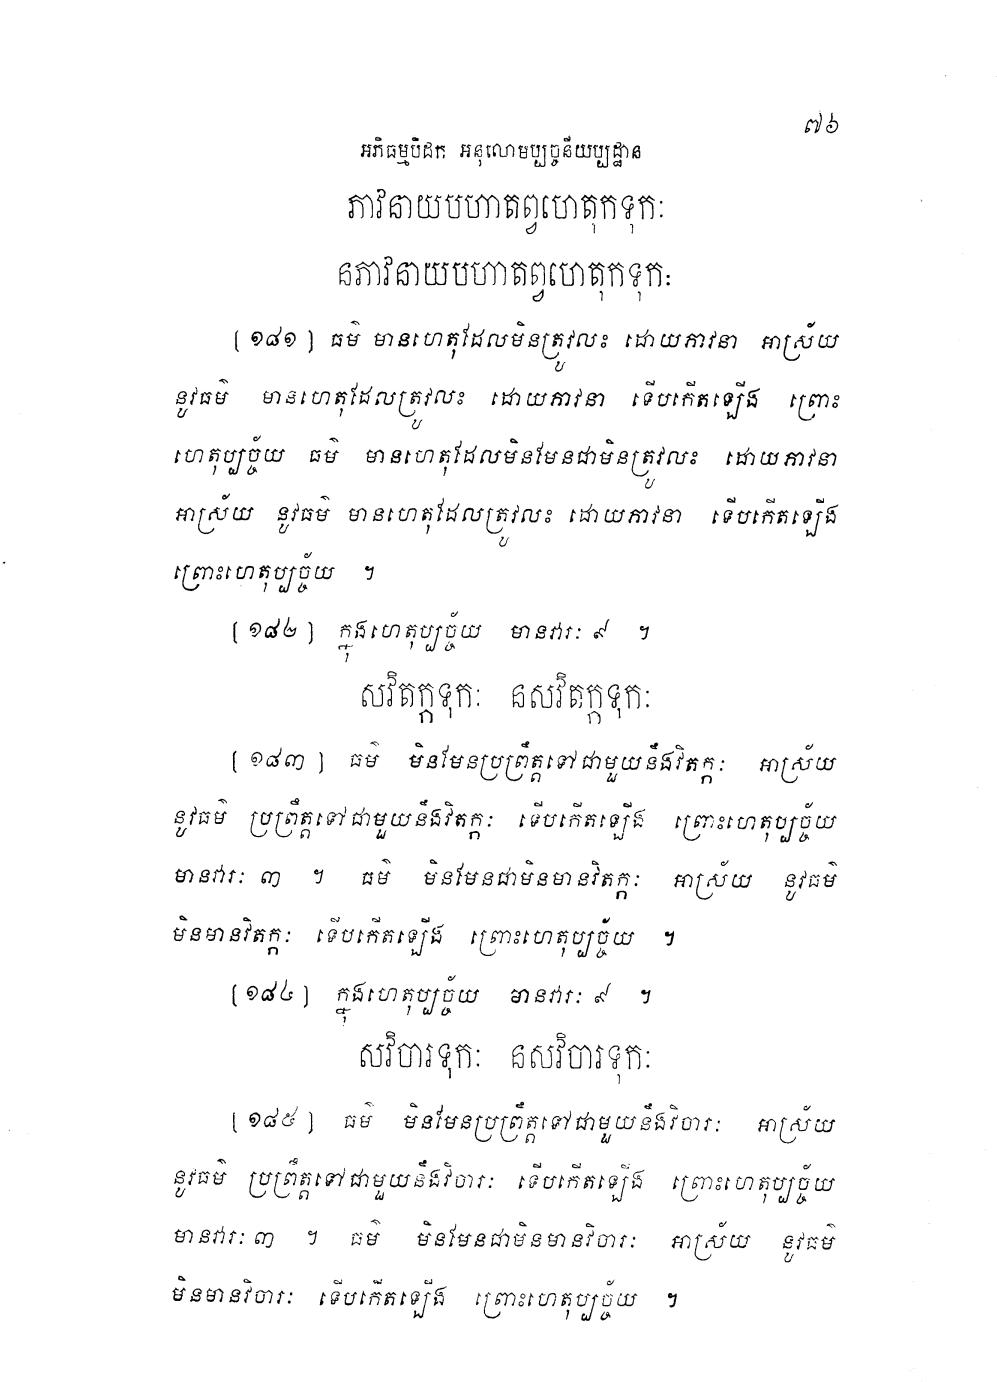 ៧៦
អភិធម្មបិដក អនុលោមប្បច្ចនីយប្បដ្ឋាន
ភាវនាយបហាតព្វហេតុកទុកៈ
នភាវនាយបហាតព្វហេតុកទុកៈ
(១៨១) ធម៌ មានហេតុដែលមិនត្រូវលះ ដោយភាវនា អាស្រ័យ
នូវធម៌ មានហេតុដែលត្រូវលះ ដោយភាវនា ទើបកើតឡើង ព្រោះ
ហេតុប្បច្ច័យ ធម៌ មានហេតុដែលមិនមែនជាមិនត្រូវលះ ដោយភាវនា
អាស្រ័យ នូវធម៌ មានហេតុដែលត្រូវលះ ដោយភាវនា ទើបកើតឡើង
ព្រោះហេតុប្បច្ច័យ ។
(១៨២) ក្នុងហេតុប្បច្ច័យ មានវារៈ ៩ ។
សវិតក្កទុកៈ នសវិតក្កទុកៈ
(១៨៣) ធម៌ មិនមែនប្រព្រឹត្តទៅជាមួយនឹងវិតក្កៈ អាស្រ័យ
នូវធម៌ ប្រព្រឹត្តទៅជាមួយនឹងវិតក្កៈ ទើបកើតឡើង ព្រោះហេតុប្បច្ច័យ
មានវារៈ ៣ ។ ធម៌ មិនមែនជាមិនមានវិតក្កៈ អាស្រ័យ នូវធម៌
មិនមានវិតក្កៈ ទើបកើតឡើង ព្រោះហេតុប្បច្ច័យ ។
(១៨៤) ក្នុងហេតុប្បច្ច័យ មានវារៈ ៩ ។
សវិចារទុកៈ នសវិចារទុកៈ
(១៨៥) ធម៌ មិនមែនប្រព្រឹត្តទៅជាមួយនឹងវិចារៈ អាស្រ័យ
នូវធម៌ ប្រព្រឹត្តទៅជាមួយនឹងវិចារៈ ទើបកើតឡើង ព្រោះហេតុប្បច្ច័យ
មានវារៈ ៣ ។ ធម៌ មិនមែនជាមិនមានវិចារៈ អាស្រ័យ នូវធម៌
មិនមានវិចារៈ ទើបកើតឡើង ព្រោះហេតុប្បច្ច័យ ។